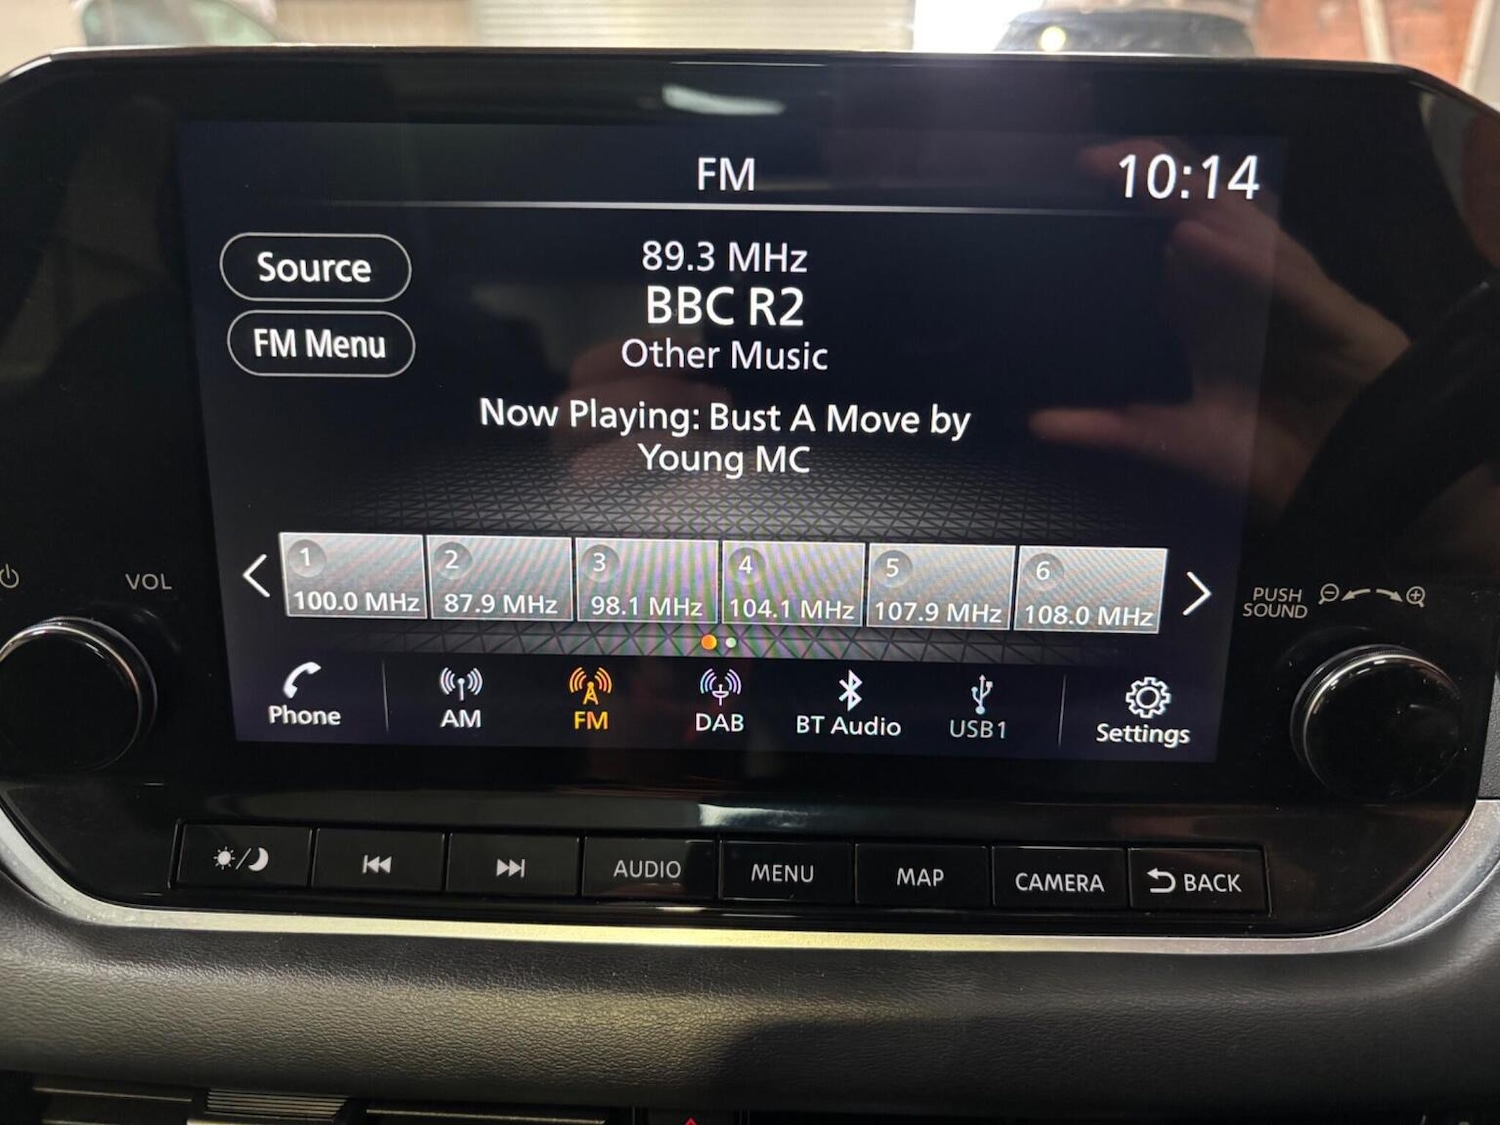 FM
10:14
Source
FM Menu
89.3 MHz
BBC R2
Other Music
Now Playing: Bust A Move by
Young MC
1
100.0 MHz
2
87.9 MHz
3
98.1 MHz
4
104.1 MHz
5
107.9 MHz
6
108.0 MHz
VOL
PUSH
SOUND
Phone
AM
FM
DAB
BT Audio
USB1
Settings
AUDIO
MENU
MAP
CAMERA
BACK